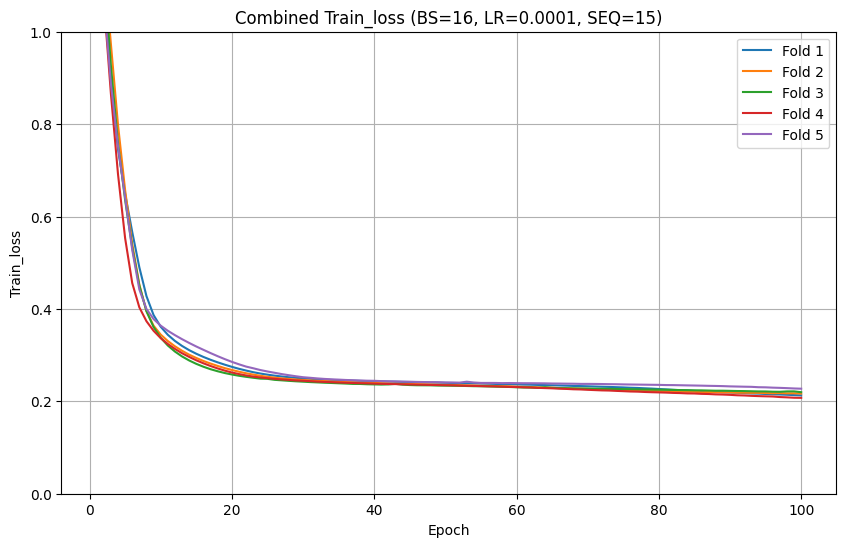 Combined Train_loss (BS=16, LR=0.0001, SEQ=15)
1.0
0.8
0.6
0.4
0.2
0.0
Train_loss
Fold 1
Fold 2
Fold 3
Fold 4
Fold 5
0 20 40 60 80 100
Epoch